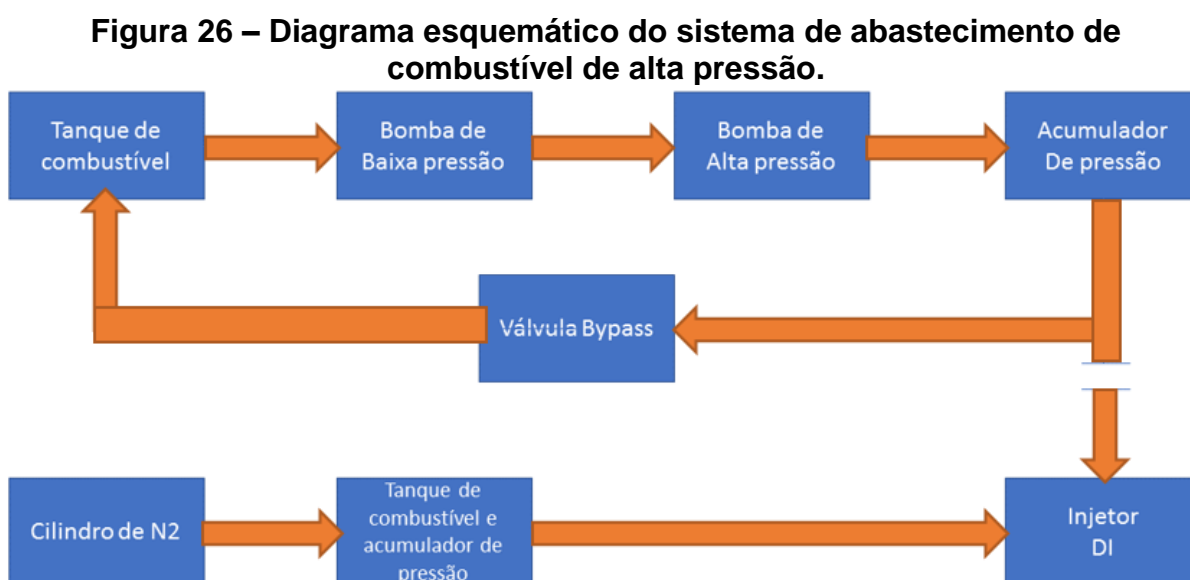 Figura 26 – Diagrama esquemático do sistema de abastecimento de
combustível de alta pressão.
Tanque de
combustível
Bomba de
Baixa pressão
Bomba de
Alta pressão
Acumulador
De pressão
Válvula Bypass
Cilindro de N2
Tanque de
combustível e
acumulador de
pressão
Injetor
DI